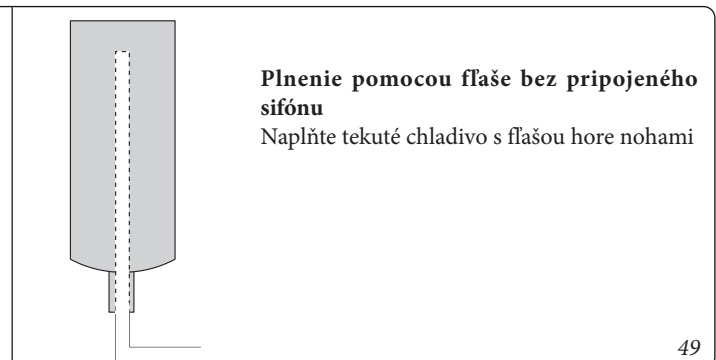 Plnenie pomocou fľaše bez pripojeného
sifónu
Naplňte tekuté chladivo s fľašou hore nohami
49